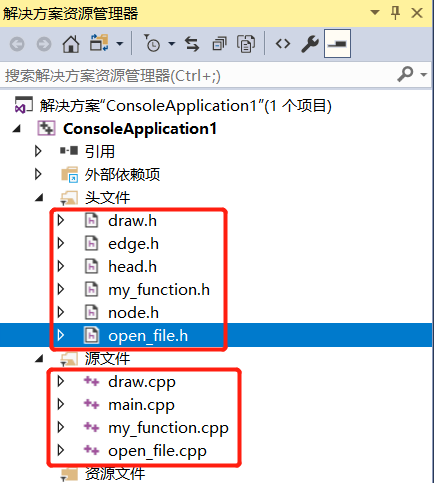 解决方案资源管理器
搜索解决方案资源管理器(Ctrl+;)
解决方案"ConsoleApplication1"(1 个项目)
ConsoleApplication1
引用
外部依赖项
头文件
draw.h
edge.h
head.h
my_function.h
node.h
open_file.h
源文件
draw.cpp
main.cpp
my_function.cpp
open_file.cpp
资源文件